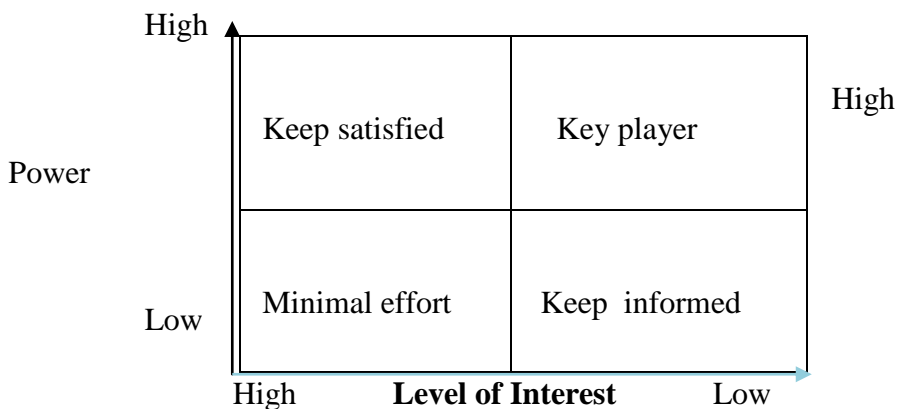 High
High
Keep satisfied Key player
Power
Minimal effort Keep informed
Low
High Level of Interest Low